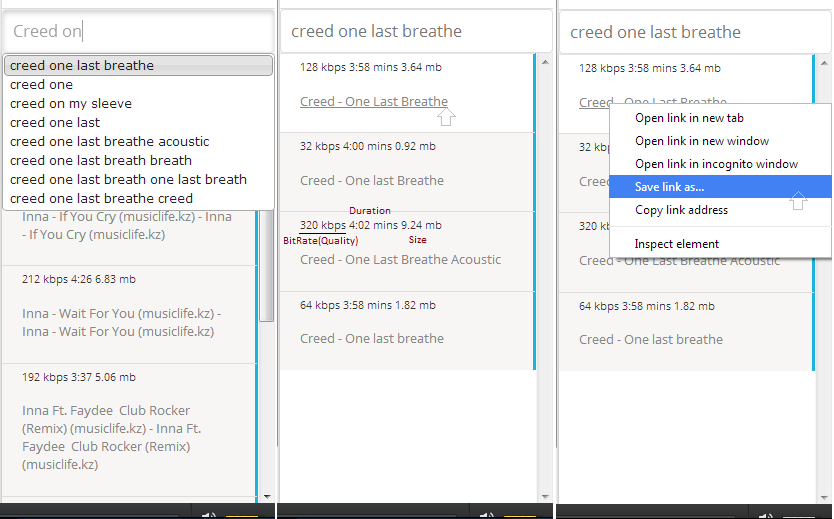 Creed on
creed one last breathe
creed one
creed on my sleeve
creed one last
creed one last breathe acoustic
creed one last breath breath
creed one last breath one last breath
creed one last breathe creed
Inna - If You Cry (musiclife.kz) - Inna
- If You Cry (musiclife.kz)
212 kbps 4:26 6.83 mb
Inna - Wait For You (musiclife.kz) -
Inna - Wait For You (musiclife.kz)
192 kbps 3:37 5.06 mb
Inna Ft. Faydee Club Rocker
(Remix) (musiclife.kz) - Inna Ft.
Faydee Club Rocker (Remix)
(musiclife.kz)
creed one last breathe
128 kbps 3:58 mins 3.64 mb
Creed - One Last Breathe
32 kbps 4:00 mins 0.92 mb
Creed - One Last Breathe
Duration
320 kbps 4:02 mins 9.24 mb
BitRate(Quality)
Size
Creed - One Last Breathe Acoustic
64 kbps 3:58 mins 1.82 mb
Creed - One Last breathe
creed one last breathe
128 kbps 3:58 mins 3.64 mb
Creed - One Last Breathe
Open link in new tab
Open link in new window
32 kb
Open link in incognito window
Creed
Save link as...
Copy link address
320
Inspect element
Creed - One Last Breathe Acoustic
64 kbps 3:58 mins 1.82 mb
Creed - One Last breathe